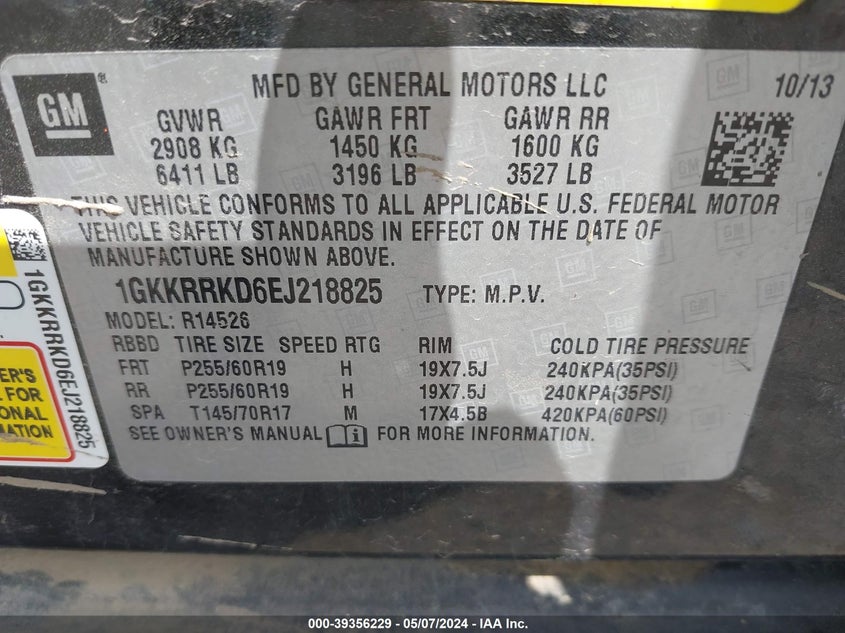 GM
MFD BY GENERAL MOTORS LLC 10/13
GVWR GAWR FRT GAWR RR
2908 KG 1450 KG 1600 KG
6411 LB 3196 LB 3527 LB
THIS VEHICLE CONFORMS TO ALL APPLICABLE U.S. FEDERAL MOTOR
VEHICLE SAFETY STANDARDS IN EFFECT ON THE DATE OF
MANUFACTURE SHOWN ABOVE.
1GKKRRKD6EJ218825 TYPE: M.P.V.
MODEL: R14526
RBBD TIRE SIZE SPEED RTG RIM COLD TIRE PRESSURE
FRT P255/60R19 H 19X7.5J 240KPA(35PSI)
RR P255/60R19 H 19X7.5J 240KPA(35PSI)
SPA T145/70R17 M 17X4.5B 420KPA(60PSI)
SEE OWNER'S MANUAL FOR MORE INFORMATION.
1GKKRRKD6EJ218825
ER'S
FOR
ONAL
MATION
000-39356229 - 05/07/2024 - IAA Inc.